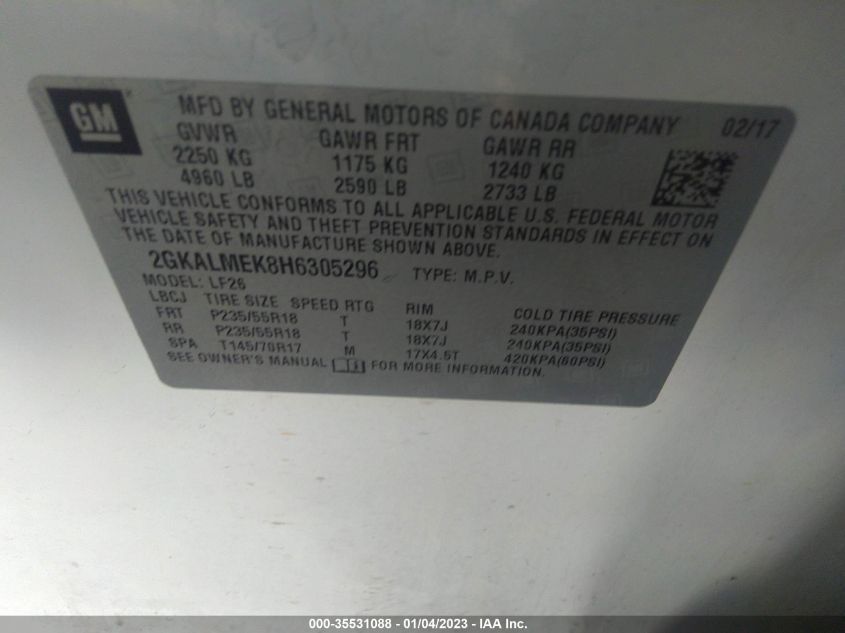 GM
MFD BY GENERAL MOTORS OF CANADA COMPANY 02/17
GVWR GAWR FRT GAWR RR
2250 KG 1175 KG 1240 KG
4960 LB 2590 LB 2733 LB
THIS VEHICLE CONFORMS TO ALL APPLICABLE U.S. FEDERAL MOTOR
VEHICLE SAFETY AND THEFT PREVENTION STANDARDS IN EFFECT ON
THE DATE OF MANUFACTURE SHOWN ABOVE.
2GKALMEK8H6305296 TYPE: M.P.V.
MODEL: LF26
LBCJ TIRE SIZE SPEED RTG RIM COLD TIRE PRESSURE
FRT P235/55R18 T 18X7J 240KPA(35PSI)
RR P235/55R18 T 18X7J 240KPA(35PSI)
SPA T145/70R17 M 17X4.5T 420KPA(60PSI)
SEE OWNER'S MANUAL FOR MORE INFORMATION.
000-35531088 - 01/04/2023 - IAA Inc.